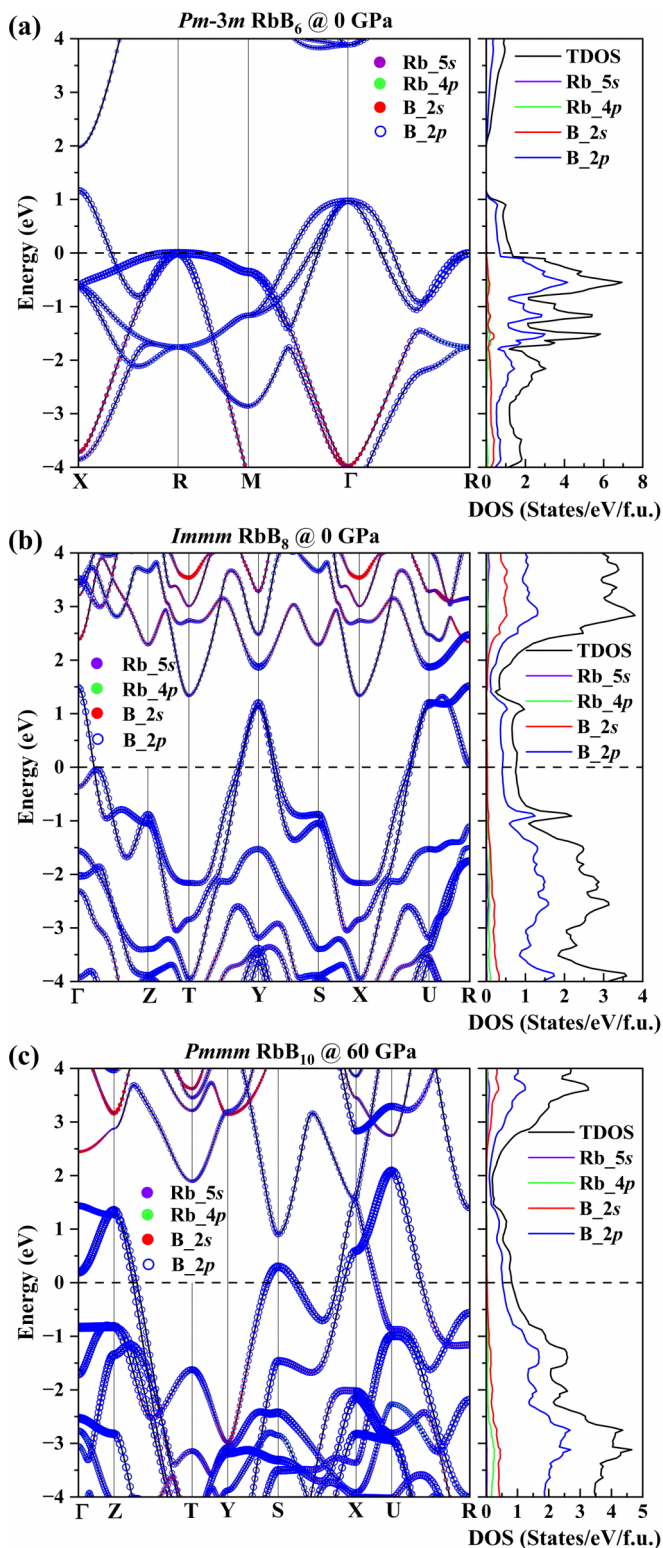 (a)
Pm-3m RbB₆ @ 0 GPa
Rb_5s
Rb_4p
B_2s
B_2p
TDOS
Rb_5s
Rb_4p
B_2s
B_2p
Energy (eV)
4
3
2
1
0
−1
−2
−3
−4
X R M Γ R
0 2 4 6 8
DOS (States/eV/f.u.)
(b)
Immm RbB₈ @ 0 GPa
Rb_5s
Rb_4p
B_2s
B_2p
TDOS
Rb_5s
Rb_4p
B_2s
B_2p
Energy (eV)
4
3
2
1
0
−1
−2
−3
−4
Γ Z T Y S X U R
0 1 2 3 4
DOS (States/eV/f.u.)
(c)
Pmmm RbB₁₀ @ 60 GPa
Rb_5s
Rb_4p
B_2s
B_2p
TDOS
Rb_5s
Rb_4p
B_2s
B_2p
Energy (eV)
4
3
2
1
0
−1
−2
−3
−4
Γ Z T Y S X U R
0 1 2 3 4 5
DOS (States/eV/f.u.)